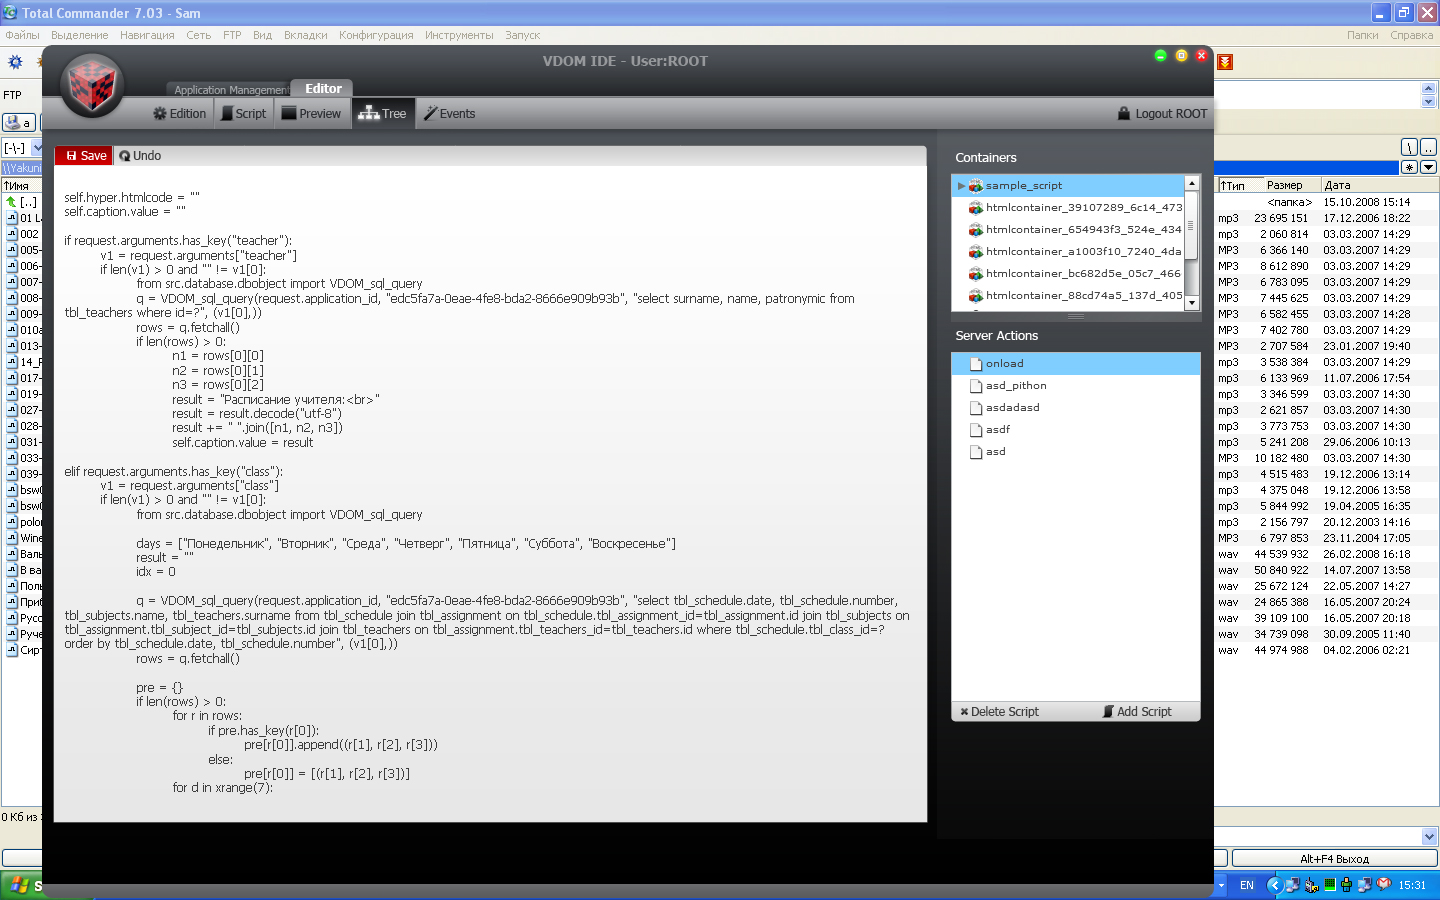 Total Commander 7.03 - Sam
Файлы Выделение Навигация Сеть FTP Вид Вкладки Конфигурация Инструменты Запуск Папки Справка
VDOM IDE - User:ROOT
Application Management Editor
FTP
Edition Script Preview Tree Events Logout ROOT
a
[-\-]
\ ..
\\Yakuni
*
↑Имя
↑Тип Размер Дата
Save Undo
Containers
sample_script
htmlcontainer_39107289_6c14_473
htmlcontainer_654943f3_524e_434
htmlcontainer_a1003f10_7240_4da
htmlcontainer_bc682d5e_05c7_466
htmlcontainer_88cd74a5_137d_405
Server Actions
onload
asd_pithon
asdadasd
asdf
asd
Delete Script Add Script
self.hyper.htmlcode = ""
self.caption.value = ""
if request.arguments.has_key("teacher"):
v1 = request.arguments["teacher"]
if len(v1) > 0 and "" != v1[0]:
from src.database.dbobject import VDOM_sql_query
q = VDOM_sql_query(request.application_id, "edc5fa7a-0eae-4fe8-bda2-8666e909b93b", "select surname, name, patronymic from
tbl_teachers where id=?", (v1[0],))
rows = q.fetchall()
if len(rows) > 0:
n1 = rows[0][0]
n2 = rows[0][1]
n3 = rows[0][2]
result = "Расписание учителя:<br>"
result = result.decode("utf-8")
result += " ".join([n1, n2, n3])
self.caption.value = result
elif request.arguments.has_key("class"):
v1 = request.arguments["class"]
if len(v1) > 0 and "" != v1[0]:
from src.database.dbobject import VDOM_sql_query
days = ["Понедельник", "Вторник", "Среда", "Четверг", "Пятница", "Суббота", "Воскресенье"]
result = ""
idx = 0
q = VDOM_sql_query(request.application_id, "edc5fa7a-0eae-4fe8-bda2-8666e909b93b", "select tbl_schedule.date, tbl_schedule.number,
tbl_subjects.name, tbl_teachers.surname from tbl_schedule join tbl_assignment on tbl_schedule.tbl_assignment_id=tbl_assignment.id join tbl_subjects on
tbl_assignment.tbl_subject_id=tbl_subjects.id join tbl_teachers on tbl_assignment.tbl_teachers_id=tbl_teachers.id where tbl_schedule.tbl_class_id=?
order by tbl_schedule.date, tbl_schedule.number", (v1[0],))
rows = q.fetchall()
pre = {}
if len(rows) > 0:
for r in rows:
if pre.has_key(r[0]):
pre[r[0]].append((r[1], r[2], r[3]))
else:
pre[r[0]] = [(r[1], r[2], r[3])]
for d in xrange(7):
[..]
01 L
002
005-
006-
007-
008-
009-
010a
013-
14_F
017-
019-
027-
028-
031-
033-
039-
bsw
bsw
polo
Wine
Валь
В ва
Поль
Приб
Русс
Руче
Сирт
<папка> 15.10.2008 15:14
mp3 23 695 151 17.12.2006 18:22
mp3 2 060 814 03.03.2007 14:29
MP3 6 366 140 03.03.2007 14:29
MP3 8 612 890 03.03.2007 14:29
MP3 6 783 095 03.03.2007 14:29
MP3 7 445 625 03.03.2007 14:29
MP3 6 582 455 03.03.2007 14:28
MP3 7 402 780 03.03.2007 14:29
MP3 2 707 584 23.01.2007 19:40
mp3 3 538 384 03.03.2007 14:29
mp3 6 133 969 11.07.2006 17:54
mp3 3 346 599 03.03.2007 14:30
mp3 2 621 857 03.03.2007 14:30
mp3 3 773 753 03.03.2007 14:30
mp3 5 241 208 29.06.2006 10:13
MP3 10 182 480 03.03.2007 14:30
mp3 4 515 483 19.12.2006 13:14
mp3 4 375 048 19.12.2006 13:58
mp3 5 844 992 19.04.2005 16:35
mp3 2 156 797 20.12.2003 14:16
MP3 6 797 853 23.11.2004 17:05
wav 44 539 932 26.02.2008 16:18
wav 50 840 922 14.07.2007 13:58
wav 25 672 124 22.05.2007 14:27
wav 24 865 388 16.05.2007 20:24
wav 39 109 100 16.05.2007 20:18
wav 34 739 098 30.09.2005 11:40
wav 44 974 988 04.02.2006 02:21
0 Кб из
Alt+F4 Выход
EN 15:31